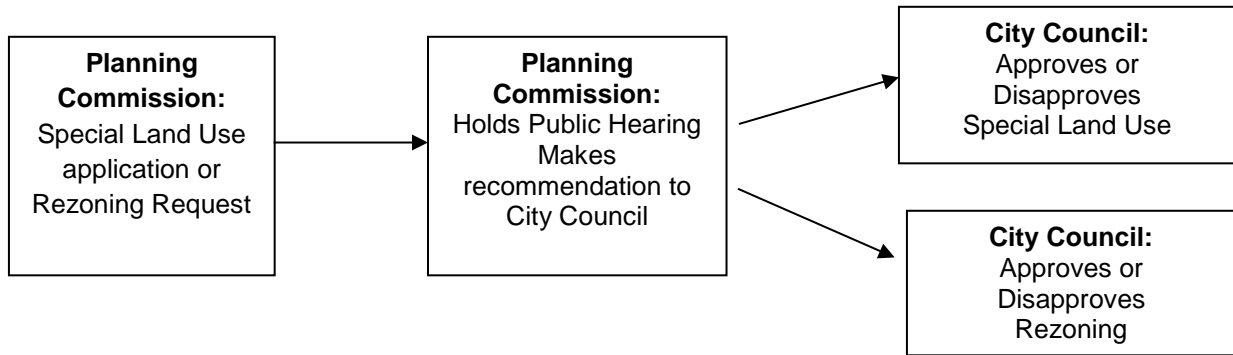 Planning
Commission:
Special Land Use
application or
Rezoning Request
Planning
Commission:
Holds Public Hearing
Makes
recommendation to
City Council
City Council:
Approves or
Disapproves
Special Land Use
City Council:
Approves or
Disapproves
Rezoning